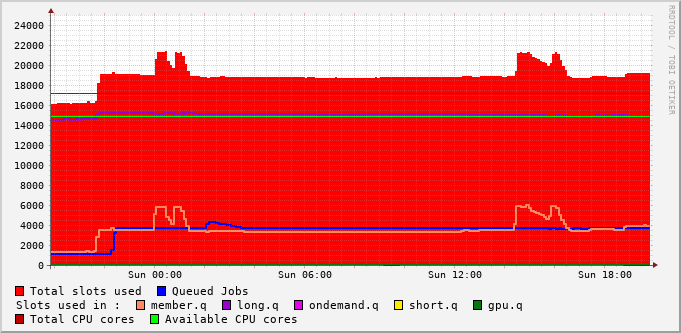 24000
22000
20000
18000
16000
14000
12000
10000
8000
6000
4000
2000
0
Sun 00:00 Sun 06:00 Sun 12:00 Sun 18:00
RRDTOOL / TOBI OETIKER
Total slots used Queued Jobs
Slots used in : member.q long.q ondemand.q short.q gpu.q
Total CPU cores Available CPU cores